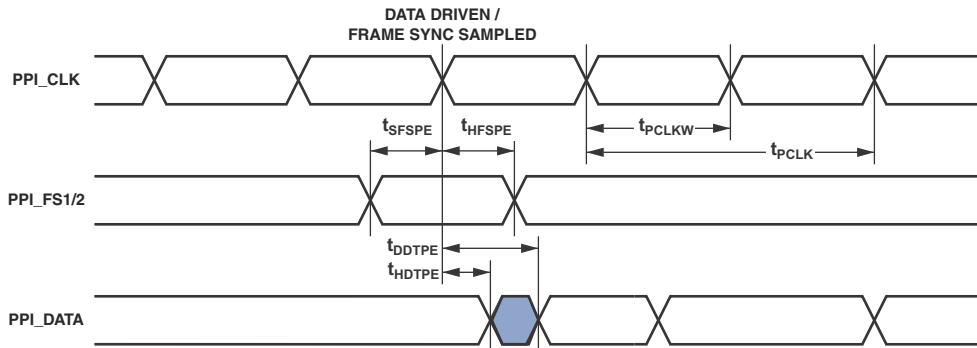 DATA DRIVEN /
FRAME SYNC SAMPLED
PPI_CLK
tSFSPE
tHFSPE
tPCLKW
tPCLK
PPI_FS1/2
tDDTPE
tHDTPE
PPI_DATA